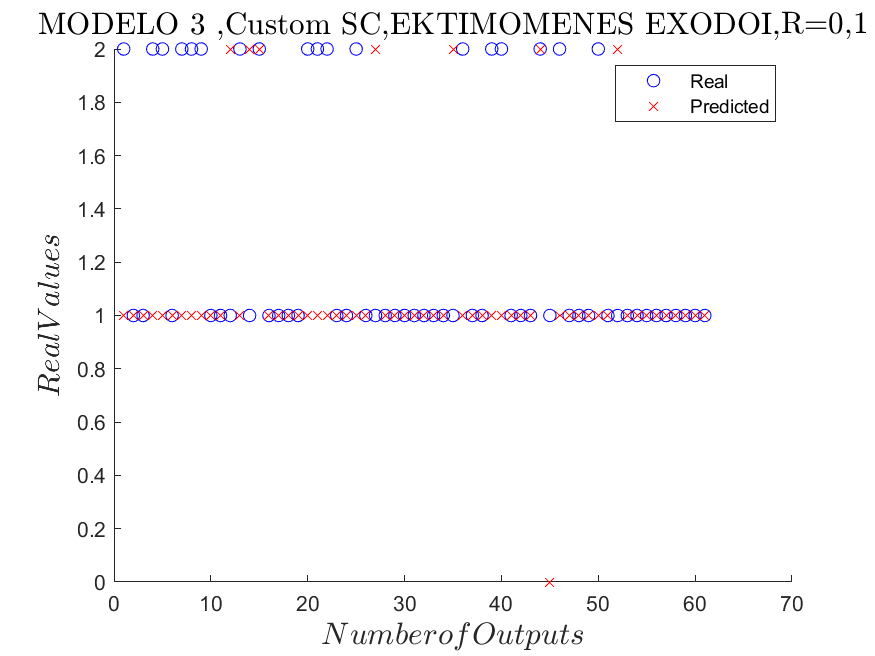 MODELO 3 ,Custom SC,EKTIMOMENES EXODOI,R=0,1
2
1.8
1.6
1.4
1.2
1
0.8
0.6
0.4
0.2
0
RealValues
Real
Predicted
0 10 20 30 40 50 60 70
NumberofOutputs